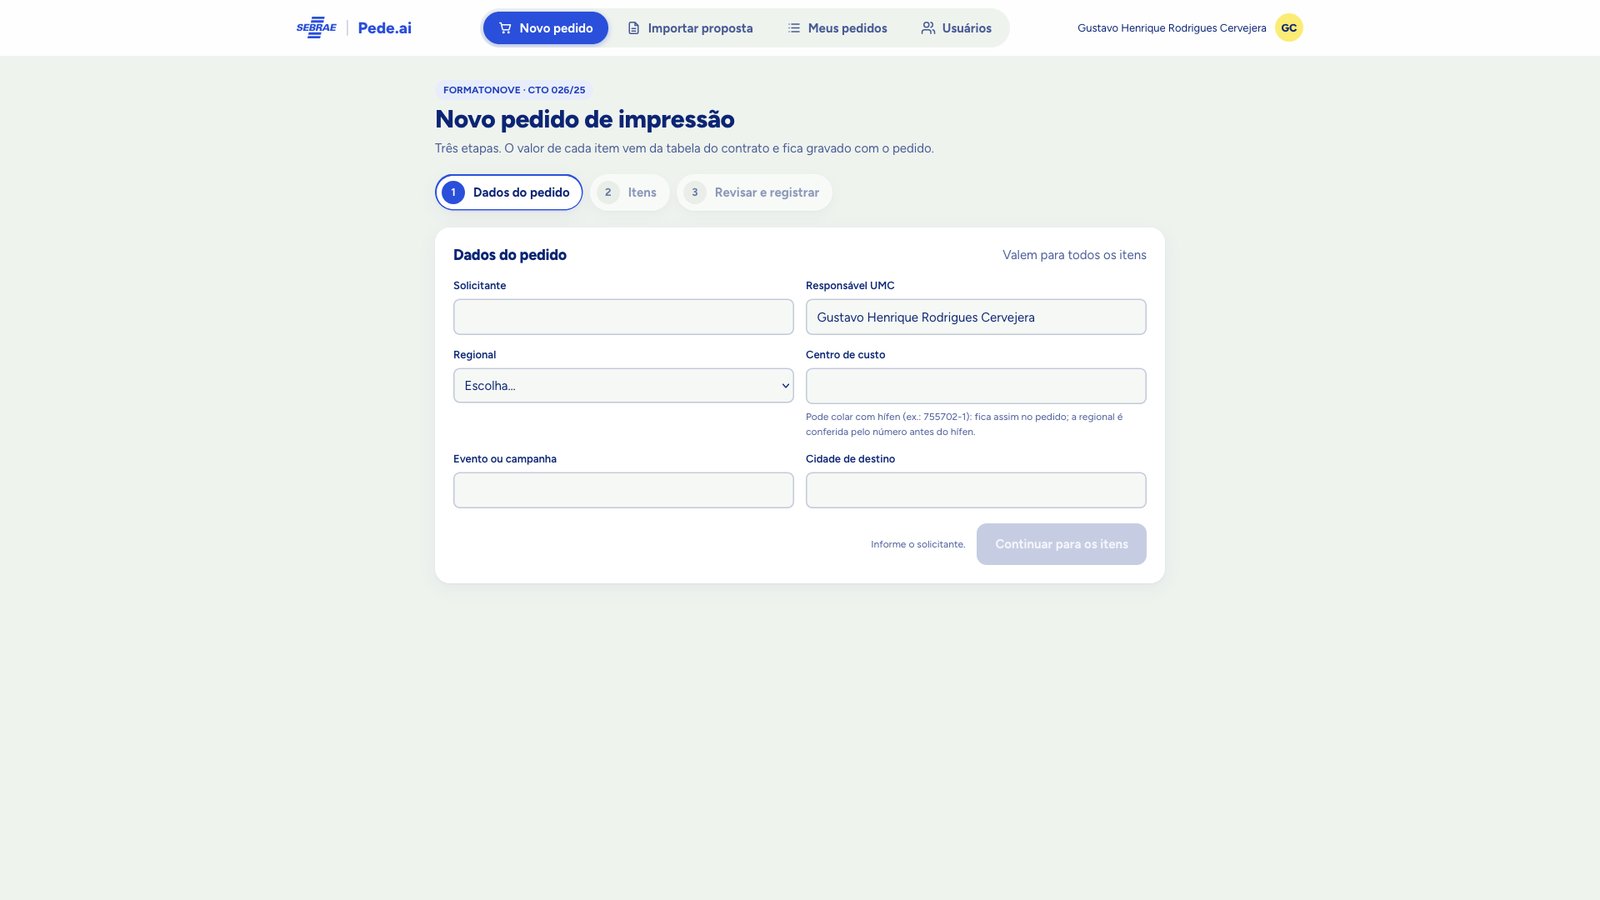 SEBRAE
Pede.ai
Novo pedido
Importar proposta
Meus pedidos
Usuários
Gustavo Henrique Rodrigues Cervejera
GC
FORMATONOVE · CTO 026/25
Novo pedido de impressão
Três etapas. O valor de cada item vem da tabela do contrato e fica gravado com o pedido.
1 Dados do pedido
2 Itens
3 Revisar e registrar
Dados do pedido
Valem para todos os itens
Solicitante
Responsável UMC
Gustavo Henrique Rodrigues Cervejera
Regional
Centro de custo
Escolha...
Pode colar com hífen (ex.: 755702-1): fica assim no pedido; a regional é
conferida pelo número antes do hífen.
Evento ou campanha
Cidade de destino
Informe o solicitante.
Continuar para os itens